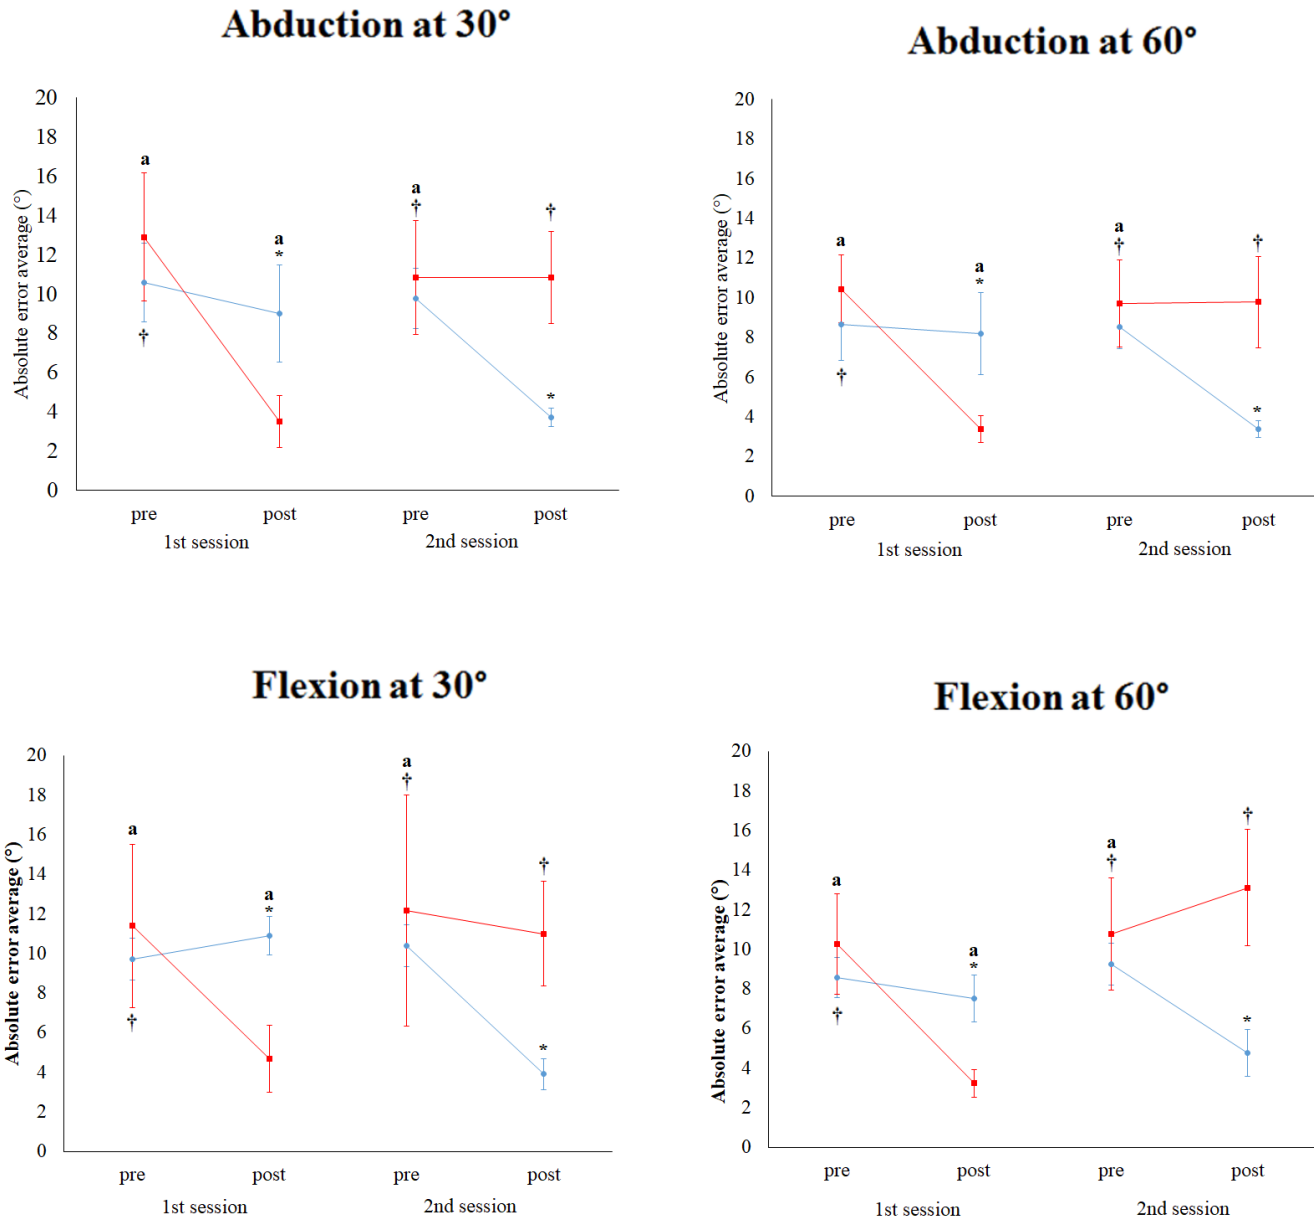 Abduction at 30°
Absolute error average (°)
20
18
16
14
12
10
8
6
4
2
0
a
†
a
*
a
†
†
*
pre
post
pre
post
1st session
2nd session
Abduction at 60°
Absolute error average (°)
20
18
16
14
12
10
8
6
4
2
0
a
†
a
*
a
†
†
*
pre
post
pre
post
1st session
2nd session
Flexion at 30°
Absolute error average (°)
20
18
16
14
12
10
8
6
4
2
0
a
†
a
*
a
†
†
*
pre
post
pre
post
1st session
2nd session
Flexion at 60°
Absolute error average (°)
20
18
16
14
12
10
8
6
4
2
0
a
†
a
*
a
†
†
*
pre
post
pre
post
1st session
2nd session